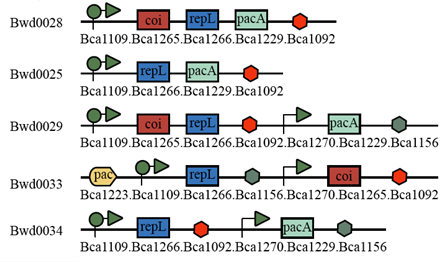 Bwd0028 coi repL pacA
Bca1109.Bca1265.Bca1266.Bca1229.Bca1092
Bwd0025 repL pacA
Bca1109.Bca1266.Bca1229.Bca1092
Bwd0029 coi repL pacA
Bca1109.Bca1265.Bca1266.Bca1092.Bca1270.Bca1229.Bca1156
Bwd0033 pac repL coi
Bca1223.Bca1109.Bca1266.Bca1156.Bca1270.Bca1265.Bca1092
Bwd0034 repL pacA
Bca1109.Bca1266.Bca1092.Bca1270.Bca1229.Bca1156